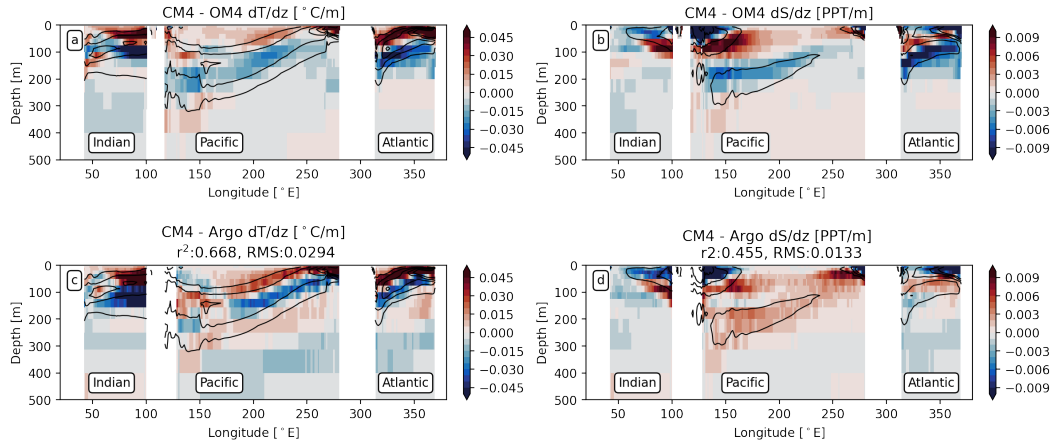 CM4 - OM4 dT/dz [°C/m]
a
0
100
200
300
400
500
Depth [m]
Indian
Pacific
Atlantic
50 100 150 200 250 300 350
Longitude [°E]
0.045
0.030
0.015
0.000
−0.015
−0.030
−0.045
CM4 - OM4 dS/dz [PPT/m]
b
0
100
200
300
400
500
Depth [m]
Indian
Pacific
Atlantic
50 100 150 200 250 300 350
Longitude [°E]
0.009
0.006
0.003
0.000
−0.003
−0.006
−0.009
CM4 - Argo dT/dz [°C/m]
r²:0.668, RMS:0.0294
c
0
100
200
300
400
500
Depth [m]
Indian
Pacific
Atlantic
50 100 150 200 250 300 350
Longitude [°E]
0.045
0.030
0.015
0.000
−0.015
−0.030
−0.045
CM4 - Argo dS/dz [PPT/m]
r2:0.455, RMS:0.0133
d
0
100
200
300
400
500
Depth [m]
Indian
Pacific
Atlantic
50 100 150 200 250 300 350
Longitude [°E]
0.009
0.006
0.003
0.000
−0.003
−0.006
−0.009